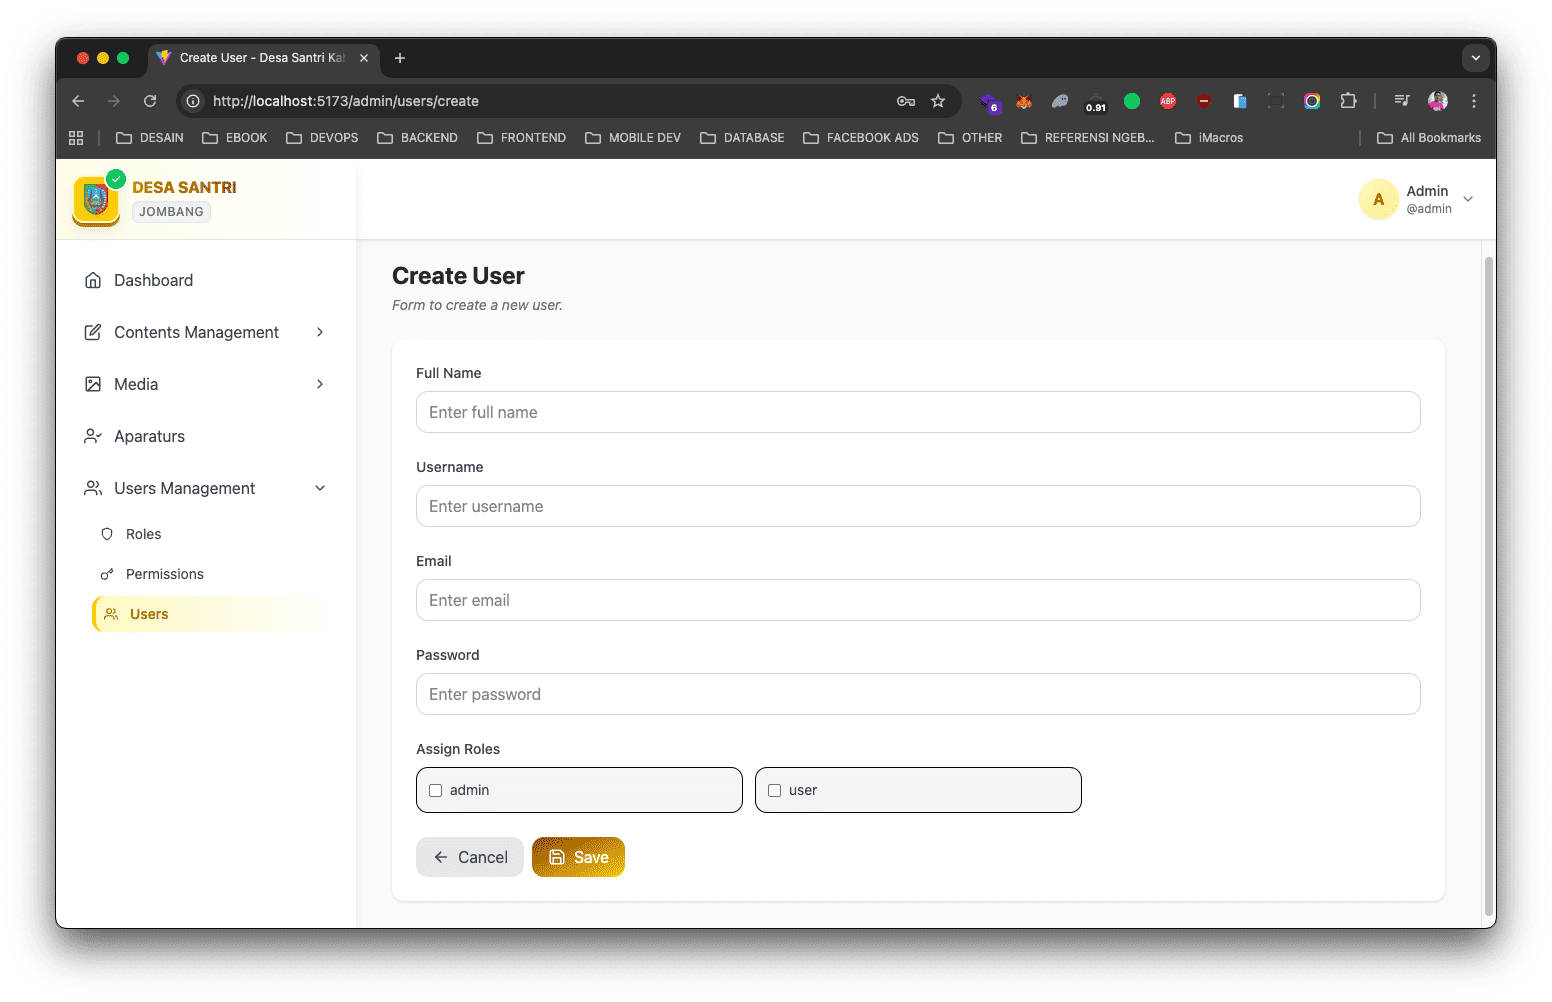 Create User - Desa Santri Kab
http://localhost:5173/admin/users/create
6
0.91
ABP
DESAIN
EBOOK
DEVOPS
BACKEND
FRONTEND
MOBILE DEV
DATABASE
FACEBOOK ADS
OTHER
REFERENSI NGEB...
iMacros
All Bookmarks
DESA SANTRI
JOMBANG
A
Admin
@admin
Dashboard
Contents Management
Media
Aparaturs
Users Management
Roles
Permissions
Users
Create User
Form to create a new user.
Full Name
Enter full name
Username
Enter username
Email
Enter email
Password
Enter password
Assign Roles
admin
user
Cancel
Save